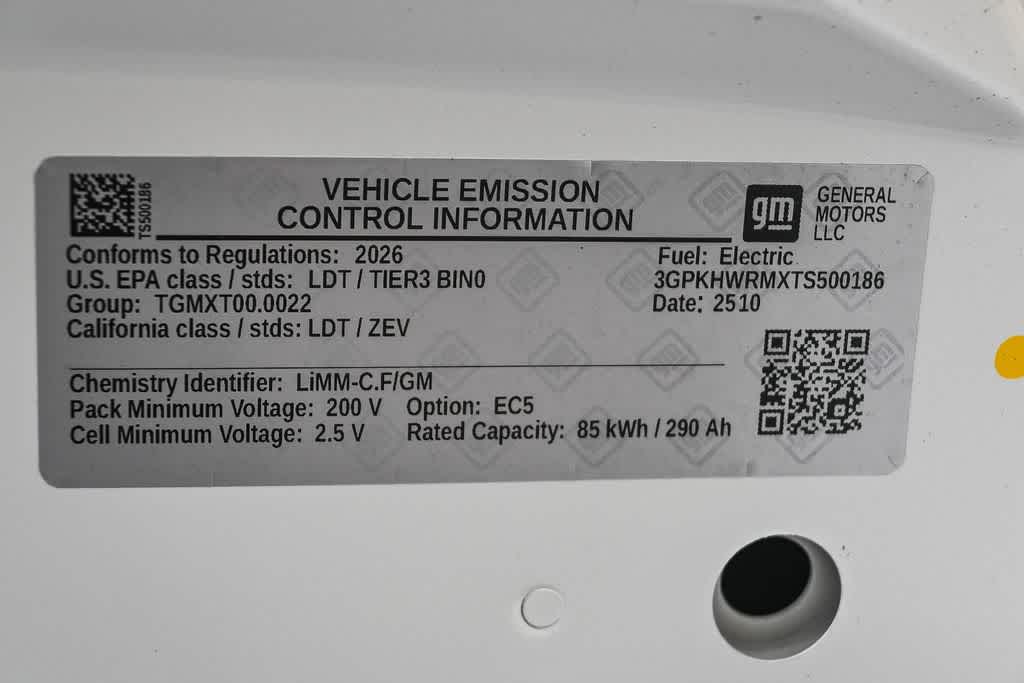 TS500186
VEHICLE EMISSION
CONTROL INFORMATION
gm
GENERAL
MOTORS
LLC
Conforms to Regulations: 2026
Fuel: Electric
U.S. EPA class / stds: LDT / TIER3 BIN0
3GPKHWRMXTS500186
Group: TGMXT00.0022
Date: 2510
California class / stds: LDT / ZEV
Chemistry Identifier: LiMM-C.F/GM
Pack Minimum Voltage: 200 V Option: EC5
Cell Minimum Voltage: 2.5 V Rated Capacity: 85 kWh / 290 Ah